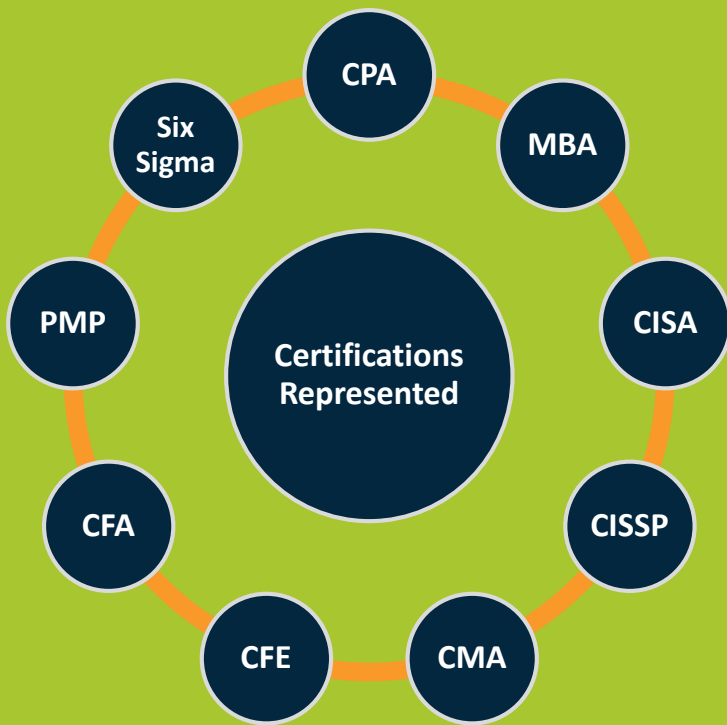 CPA
MBA
CISA
CISSP
CMA
CFE
CFA
PMP
Six
Sigma
Certifications
Represented